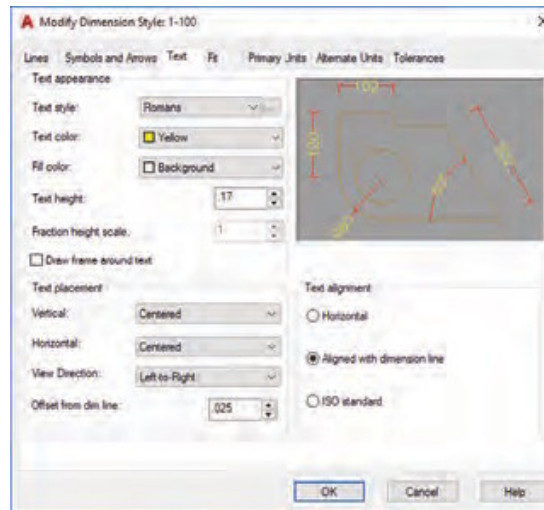 Modify Dimension Style: 1-100
Lines Symbols and Arrows Text Fit Primary Units Alternate Units Tolerances
Text appearance
Text style: Romans
Text color: Yellow
Fill color: Background
Text height: .17
Fraction height scale: 1
Draw frame around text
Text placement
Vertical: Centered
Horizontal: Centered
View Direction: Left-to-Right
Offset from dim line: .025
Text alignment
Horizontal
Aligned with dimension line
ISO standard
OK Cancel Help